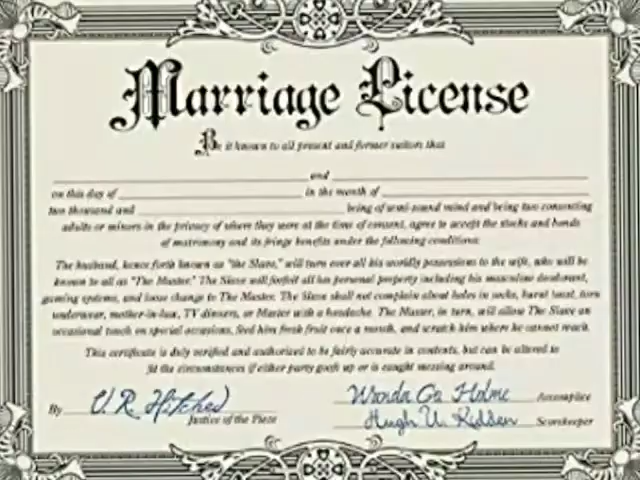 Marriage License
Be it known to all present and former suitors that
and
on this day of in the month of
two thousand and being of semi-sound mind and being two consenting
adults or minors in the privacy of where they were at the time of consent, agree to accept the stocks and bonds
of matrimony and its fringe benefits under the following conditions:
The husband, hence forth known as "the Slave," will turn over all his worldly possessions to the wife, who will be
known to all as "The Master." The Slave will forfeit all his personal property including his masculine deodorant,
gaming systems, and loose change to The Master. The Slave shall not complain about holes in socks, burnt toast, torn
underwear, mother-in-law, TV dinners, or Master with a headache. The Master, in turn, will allow The Slave an
occasional touch on special occasions, feed him fresh fruit once a month, and scratch him where he cannot reach.
This certificate is duly verified and authorized to be fairly accurate in contents, but can be altered to
fit the circumstances if either party goofs up or is caught messing around.
By U. R. Hitched Wronda Go Holme Accomplice
Justice of the Piece Hugh U. Ridden Scorekeeper